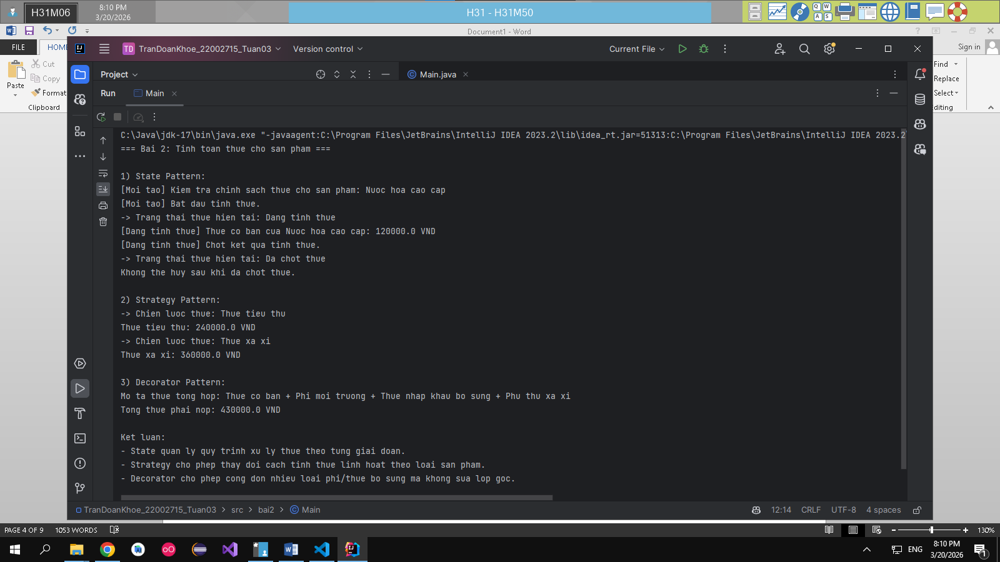 H31M06
8:10 PM
3/20/2026
H31 - H31M50
Q W
A S
Document1 - Word
FILE
HOME
Sign in
Paste
Cut
Copy
Format
Clipboard
Find
Replace
Select
TD TranDoanKhoe_22002715_Tuan03
Version control
Current File
Project
Main.java
Run
Main
C:\Java\jdk-17\bin\java.exe "-javaagent:C:\Program Files\JetBrains\IntelliJ IDEA 2023.2\lib\idea_rt.jar=51313:C:\Program Files\JetBrains\IntelliJ IDEA 2023.2\
=== Bai 2: Tinh toan thue cho san pham ===
1) State Pattern:
[Moi tao] Kiem tra chinh sach thue cho san pham: Nuoc hoa cao cap
[Moi tao] Bat dau tinh thue.
-> Trang thai thue hien tai: Dang tinh thue
[Dang tinh thue] Thue co ban cua Nuoc hoa cao cap: 120000.0 VND
[Dang tinh thue] Chot ket qua tinh thue.
-> Trang thai thue hien tai: Da chot thue
Khong the huy sau khi da chot thue.
2) Strategy Pattern:
-> Chien luoc thue: Thue tieu thu
Thue tieu thu: 240000.0 VND
-> Chien luoc thue: Thue xa xi
Thue xa xi: 360000.0 VND
3) Decorator Pattern:
Mo ta thue tong hop: Thue co ban + Phi moi truong + Thue nhap khau bo sung + Phu thu xa xi
Tong thue phai nop: 430000.0 VND
Ket luan:
- State quan ly quy trinh xu ly thue theo tung giai doan.
- Strategy cho phep thay doi cach tinh thue linh hoat theo loai san pham.
- Decorator cho phep cong don nhieu loai phi/thue bo sung ma khong sua lop goc.
TranDoanKhoe_22002715_Tuan03 > src > bai2 > Main
12:14
CRLF
UTF-8
4 spaces
PAGE 4 OF 9
1053 WORDS
130%
ENG
8:10 PM
3/20/2026
1